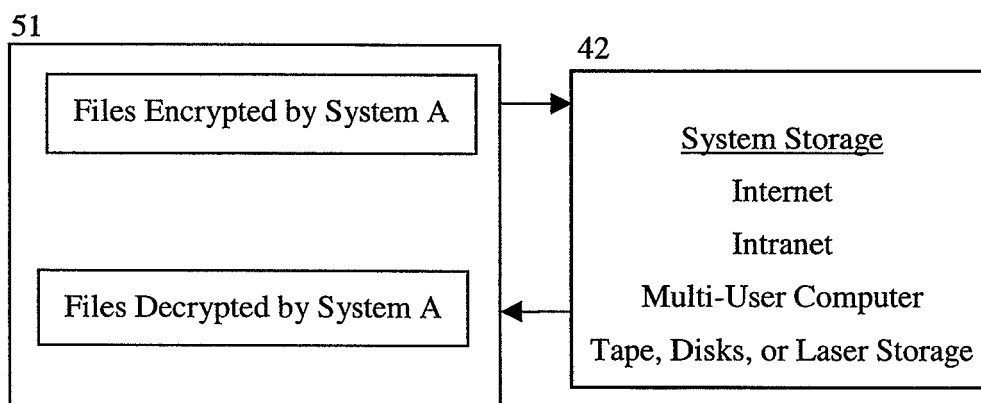 51
Files Encrypted by System A
Files Decrypted by System A
42
System Storage
Internet
Intranet
Multi-User Computer
Tape, Disks, or Laser Storage